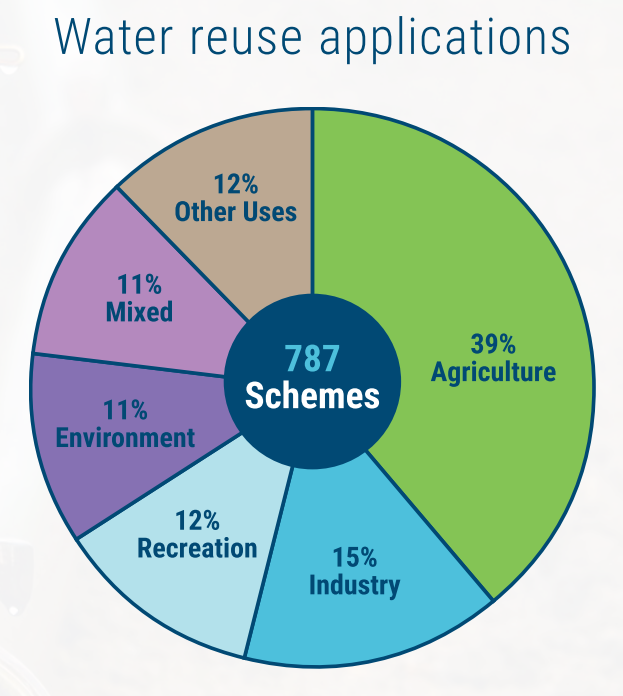 Water reuse applications
12%
Other Uses
11%
Mixed
39%
Agriculture
787
Schemes
11%
Environment
12%
Recreation
15%
Industry